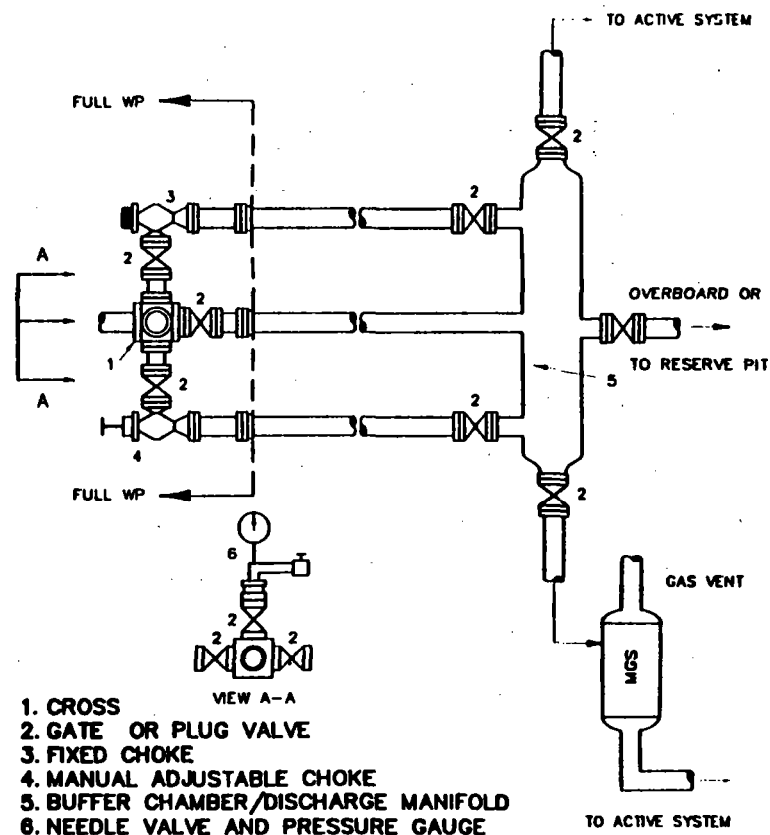 TO ACTIVE SYSTEM
FULL WP
2
3
2
2
A
2
OVERBOARD OR
1
TO RESERVE PIT
A
2
5
2
4
FULL WP
2
6
GAS VENT
2
2
2
MGS
VIEW A-A
1. CROSS
2. GATE OR PLUG VALVE
3. FIXED CHOKE
4. MANUAL ADJUSTABLE CHOKE
5. BUFFER CHAMBER/DISCHARGE MANIFOLD
6. NEEDLE VALVE AND PRESSURE GAUGE
TO ACTIVE SYSTEM